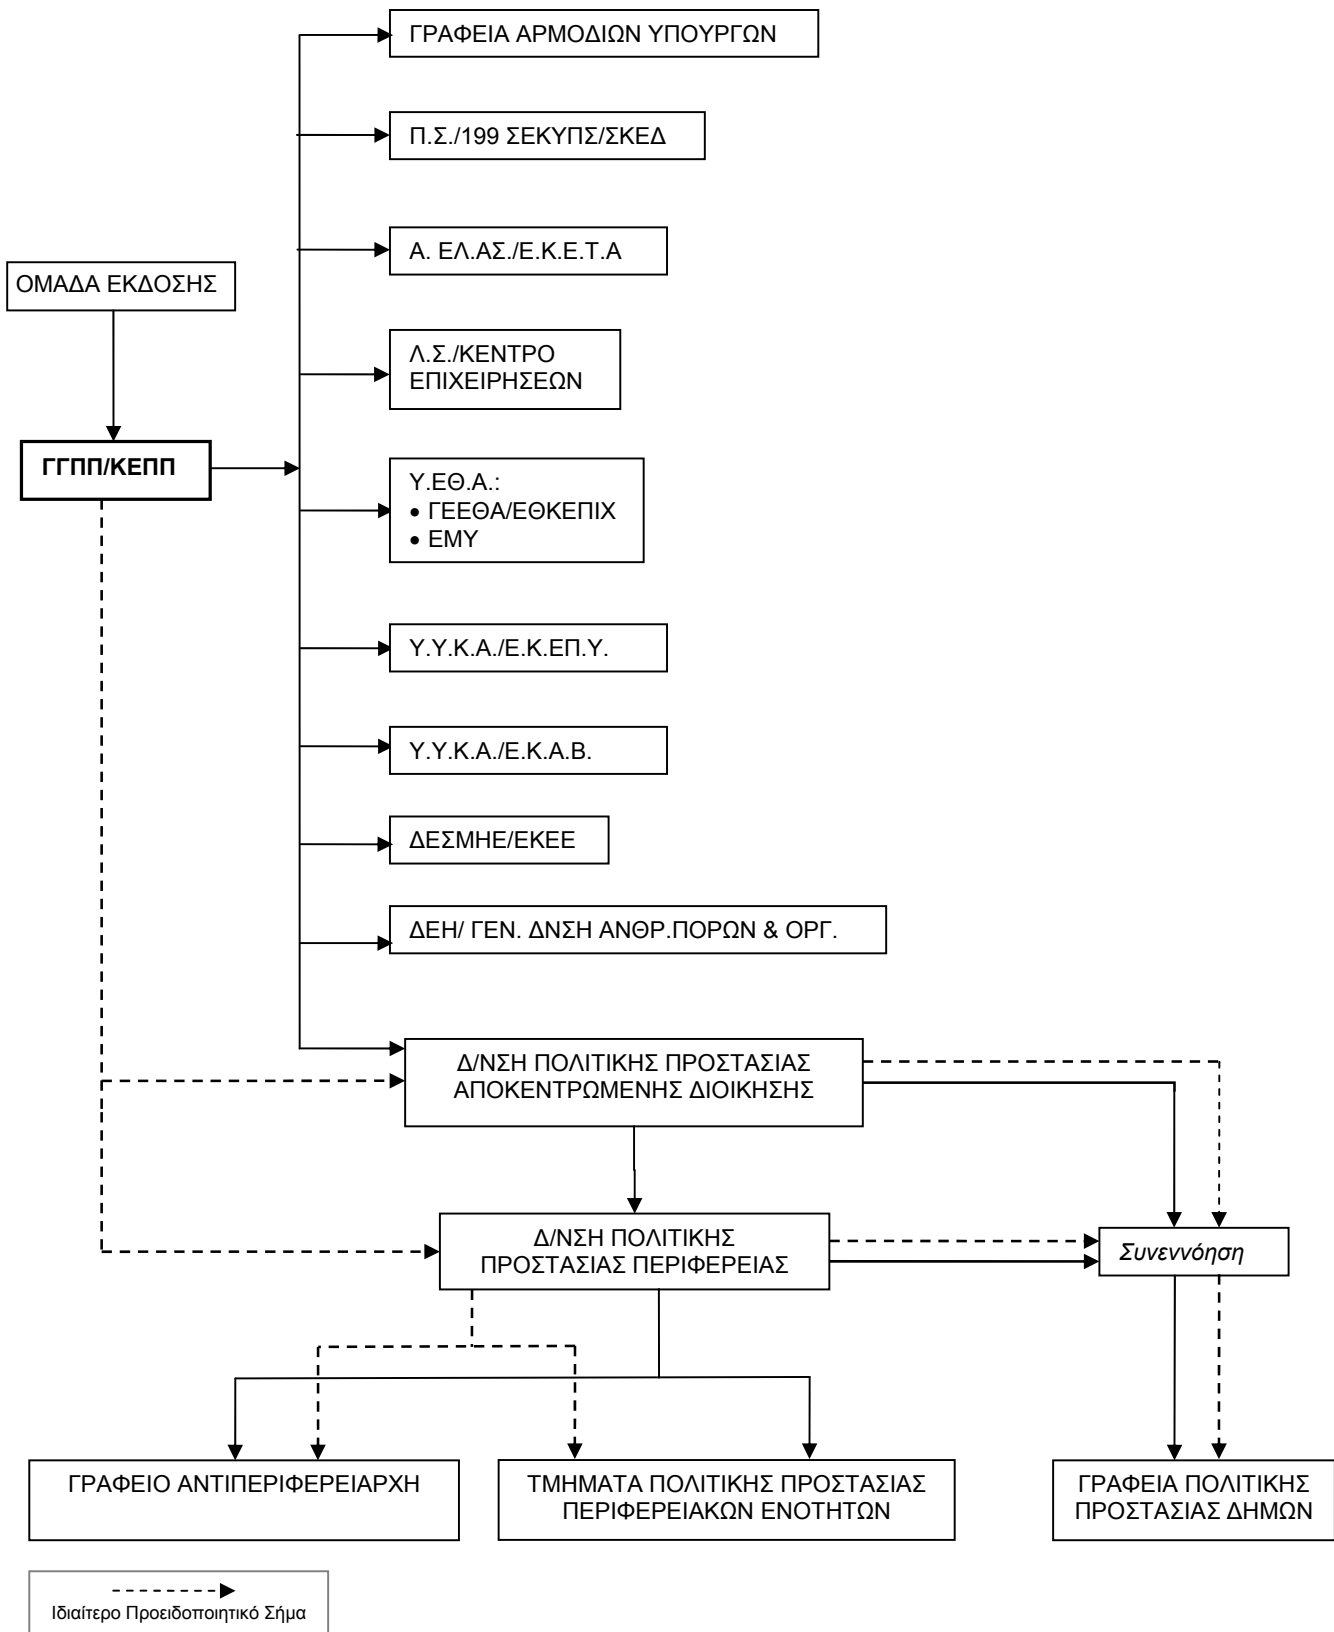 ΓΡΑΦΕΙΑ ΑΡΜΟΔΙΩΝ ΥΠΟΥΡΓΩΝ
Π.Σ./199 ΣΕΚΥΠΣ/ΣΚΕΔ
Α. ΕΛ.ΑΣ./Ε.Κ.Ε.Τ.Α
ΟΜΑΔΑ ΕΚΔΟΣΗΣ
Λ.Σ./ΚΕΝΤΡΟ
ΕΠΙΧΕΙΡΗΣΕΩΝ
ΓΓΠΠ/ΚΕΠΠ
Υ.ΕΘ.Α.:
• ΓΕΕΘΑ/ΕΘΚΕΠΙΧ
• ΕΜΥ
Υ.Υ.Κ.Α./Ε.Κ.ΕΠ.Υ.
Υ.Υ.Κ.Α./Ε.Κ.Α.Β.
ΔΕΣΜΗΕ/ΕΚΕΕ
ΔΕΗ/ ΓΕΝ. ΔΝΣΗ ΑΝΘΡ.ΠΟΡΩΝ & ΟΡΓ.
Δ/ΝΣΗ ΠΟΛΙΤΙΚΗΣ ΠΡΟΣΤΑΣΙΑΣ
ΑΠΟΚΕΝΤΡΩΜΕΝΗΣ ΔΙΟΙΚΗΣΗΣ
Δ/ΝΣΗ ΠΟΛΙΤΙΚΗΣ
ΠΡΟΣΤΑΣΙΑΣ ΠΕΡΙΦΕΡΕΙΑΣ
Συνεννόηση
ΓΡΑΦΕΙΟ ΑΝΤΙΠΕΡΙΦΕΡΕΙΑΡΧΗ
ΤΜΗΜΑΤΑ ΠΟΛΙΤΙΚΗΣ ΠΡΟΣΤΑΣΙΑΣ
ΠΕΡΙΦΕΡΕΙΑΚΩΝ ΕΝΟΤΗΤΩΝ
ΓΡΑΦΕΙΑ ΠΟΛΙΤΙΚΗΣ
ΠΡΟΣΤΑΣΙΑΣ ΔΗΜΩΝ
Ιδιαίτερο Προειδοποιητικό Σήμα